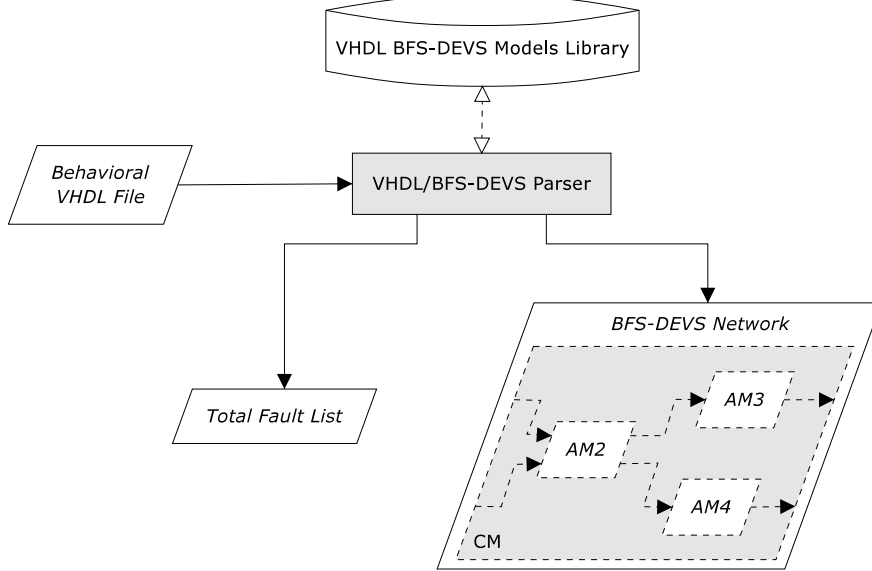 VHDL BFS-DEVS Models Library
Behavioral
VHDL File
VHDL/BFS-DEVS Parser
BFS-DEVS Network
Total Fault List
AM3
AM2
AM4
CM